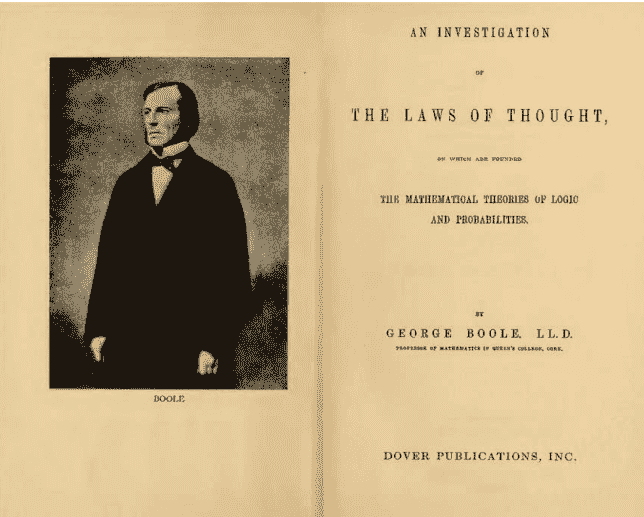 BOOLE
AN INVESTIGATION
OF
THE LAWS OF THOUGHT,
ON WHICH ARE FOUNDED
THE MATHEMATICAL THEORIES OF LOGIC
AND PROBABILITIES.
BY
GEORGE BOOLE, LL.D.
PROFESSOR OF MATHEMATICS IN QUEEN'S COLLEGE, CORK.
DOVER PUBLICATIONS, INC.